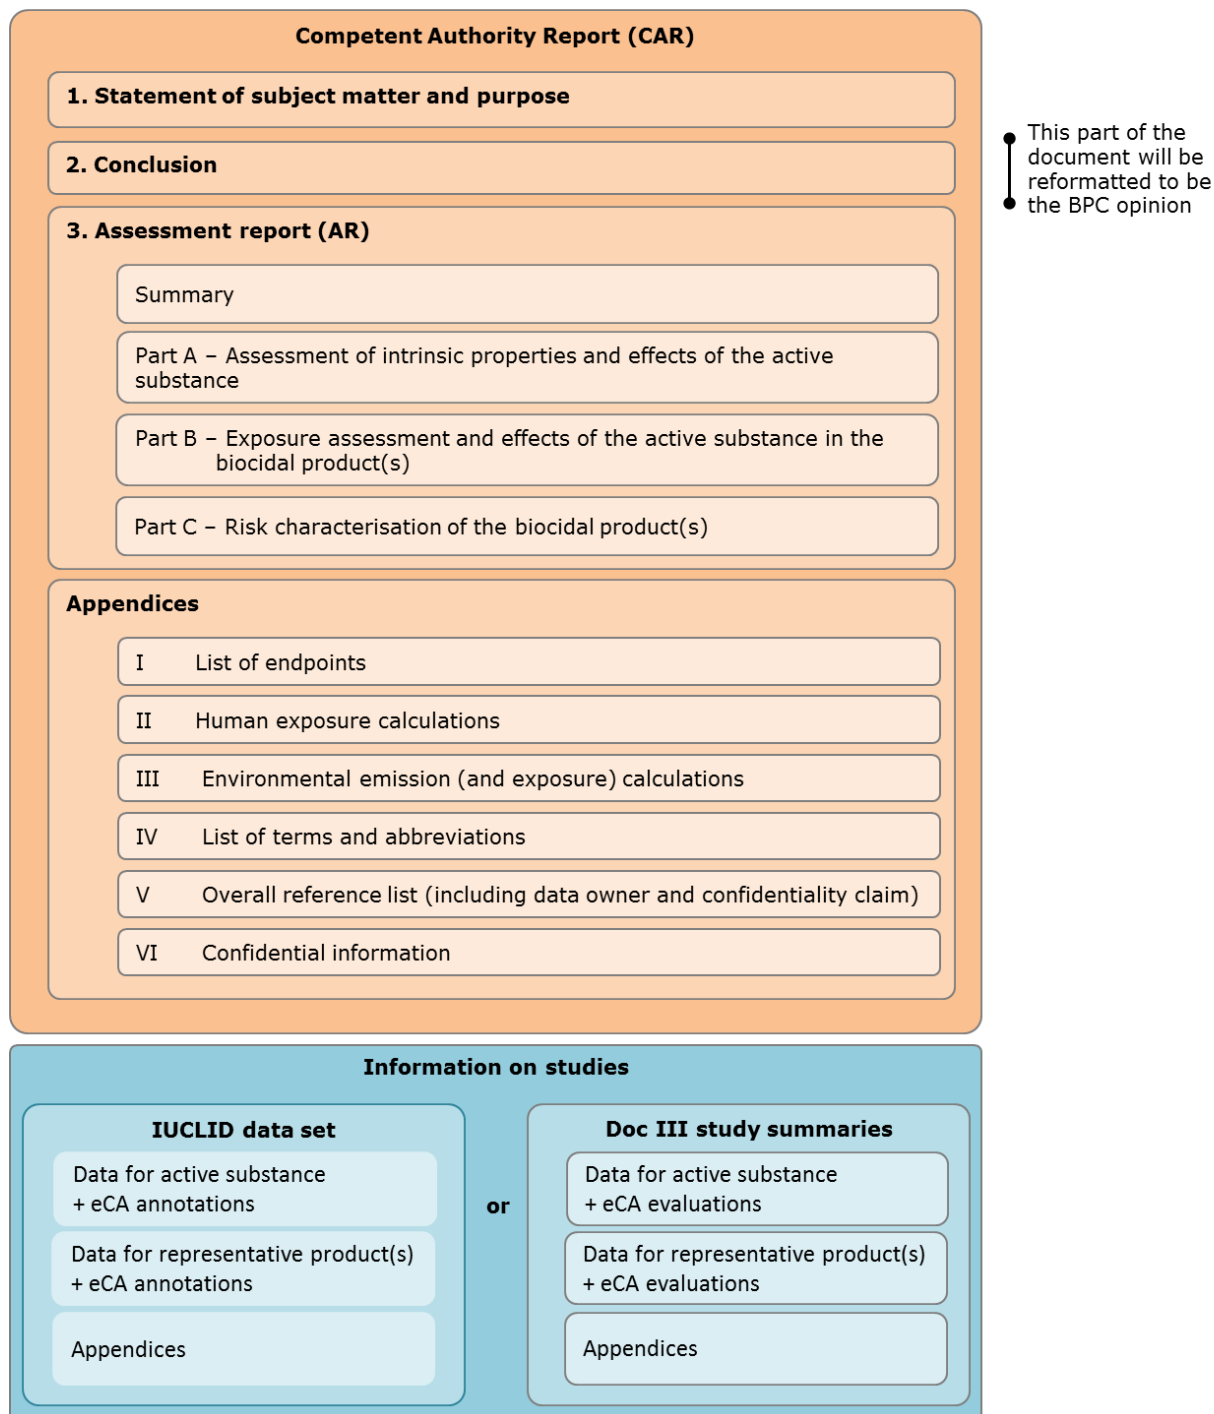 Competent Authority Report (CAR)
1. Statement of subject matter and purpose
2. Conclusion
This part of the
document will be
reformatted to be
the BPC opinion
3. Assessment report (AR)
Summary
Part A – Assessment of intrinsic properties and effects of the active
substance
Part B – Exposure assessment and effects of the active substance in the
biocidal product(s)
Part C – Risk characterisation of the biocidal product(s)
Appendices
I List of endpoints
II Human exposure calculations
III Environmental emission (and exposure) calculations
IV List of terms and abbreviations
V Overall reference list (including data owner and confidentiality claim)
VI Confidential information
Information on studies
IUCLID data set
Data for active substance
+ eCA annotations
Data for representative product(s)
+ eCA annotations
Appendices
or
Doc III study summaries
Data for active substance
+ eCA evaluations
Data for representative product(s)
+ eCA evaluations
Appendices